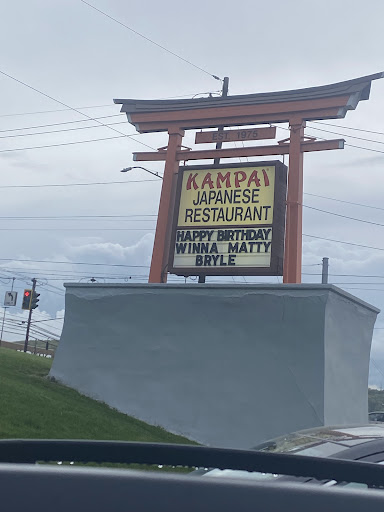 EST. 1978
KAMPAI
JAPANESE
RESTAURANT
HAPPY BIRTHDAY
WINNA MATTY
BRYLE